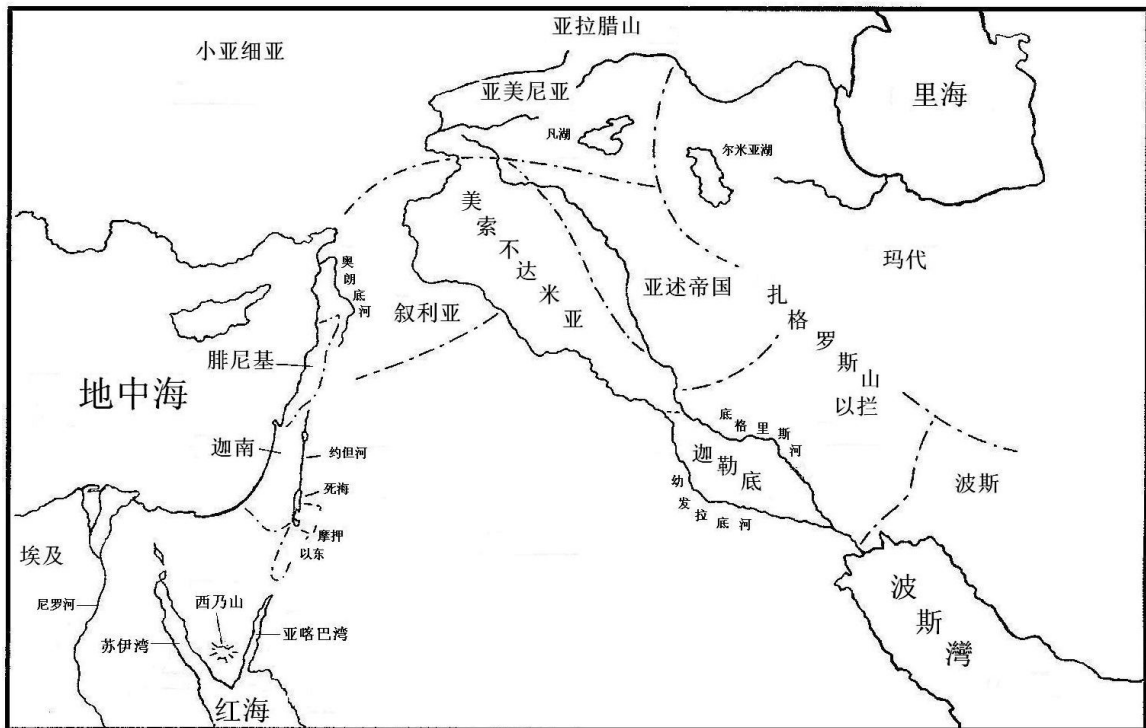 亚拉腊山
小亚细亚
亚美尼亚
里海
凡湖
尔米亚湖
美索不达米亚
奥朗底河
叙利亚
亚述帝国
玛代
扎格罗斯山
腓尼基
地中海
以拦
迦南
约但河
底格里斯河
迦勒底
幼发拉底河
波斯
死海
摩押
以东
埃及
尼罗河
西乃山
苏伊湾
亚喀巴湾
红海
波斯灣